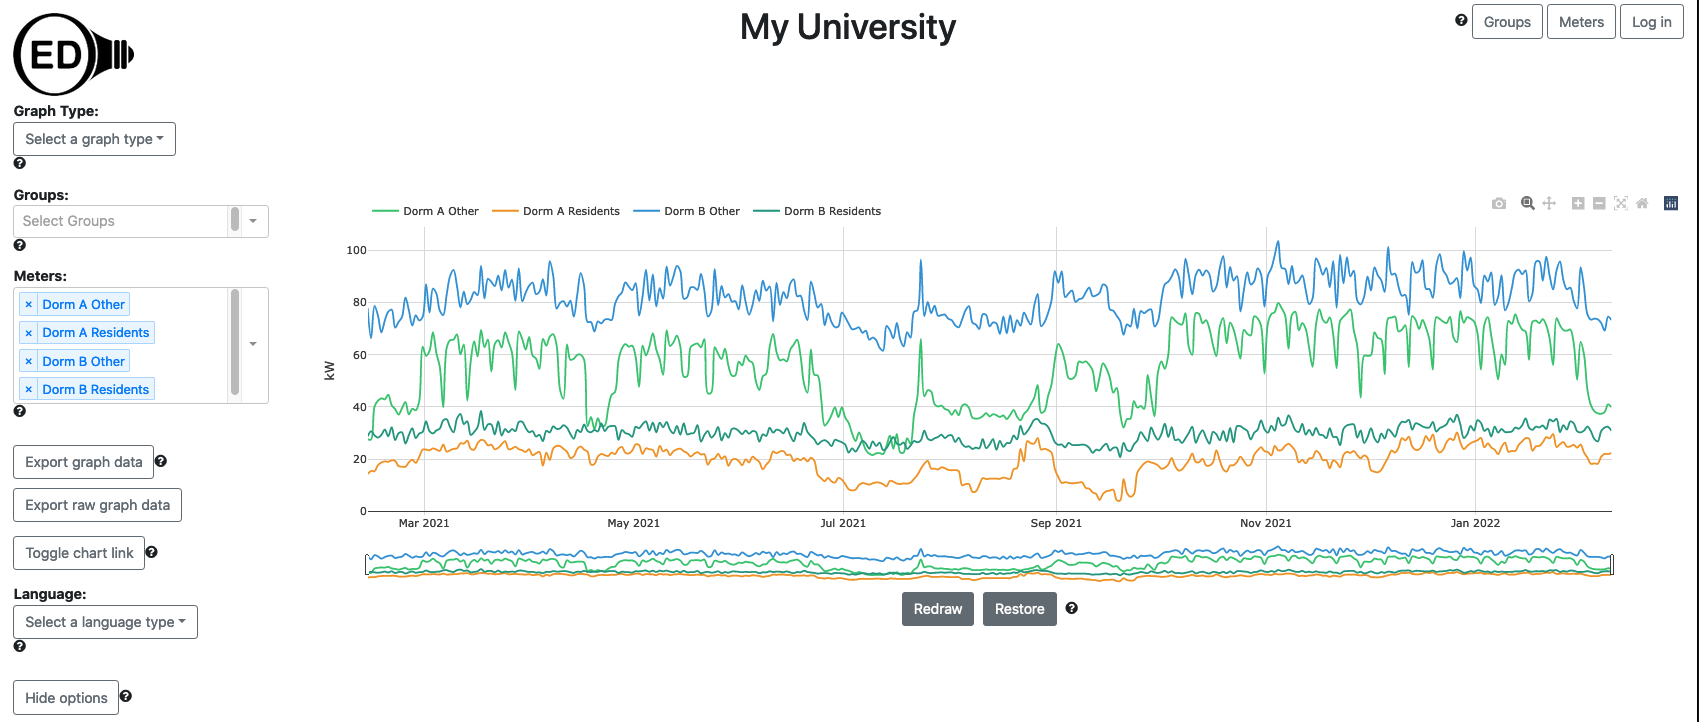 ED
My University
Groups
Meters
Log in
Graph Type:
Select a graph type
Groups:
Select Groups
Meters:
× Dorm A Other
× Dorm A Residents
× Dorm B Other
× Dorm B Residents
Export graph data
Export raw graph data
Toggle chart link
Language:
Select a language type
Hide options
Dorm A Other
Dorm A Residents
Dorm B Other
Dorm B Residents
kW
100
80
60
40
20
0
Mar 2021
May 2021
Jul 2021
Sep 2021
Nov 2021
Jan 2022
Redraw
Restore